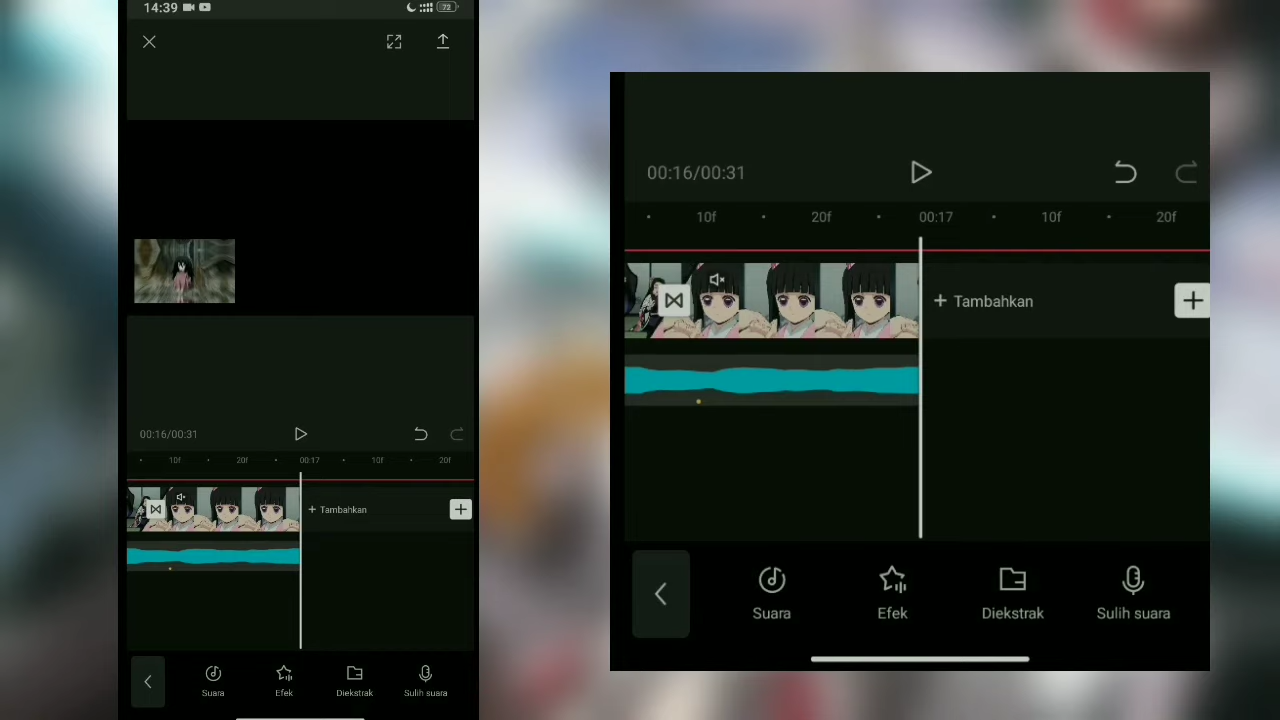 14:39
72
00:16/00:31
10f 20f 00:17 10f 20f
+ Tambahkan
Suara Efek Diekstrak Sulih suara
00:16/00:31
10f 20f 00:17 10f 20f
+ Tambahkan
Suara Efek Diekstrak Sulih suara